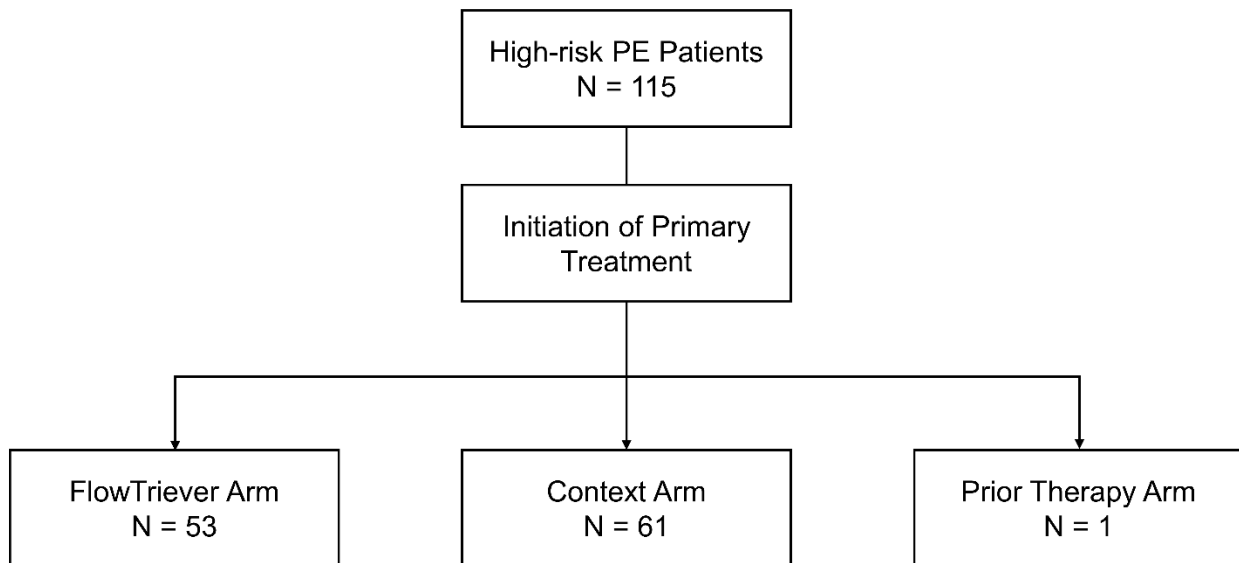 High-risk PE Patients
N = 115
Initiation of Primary
Treatment
FlowTriever Arm
N = 53
Context Arm
N = 61
Prior Therapy Arm
N = 1